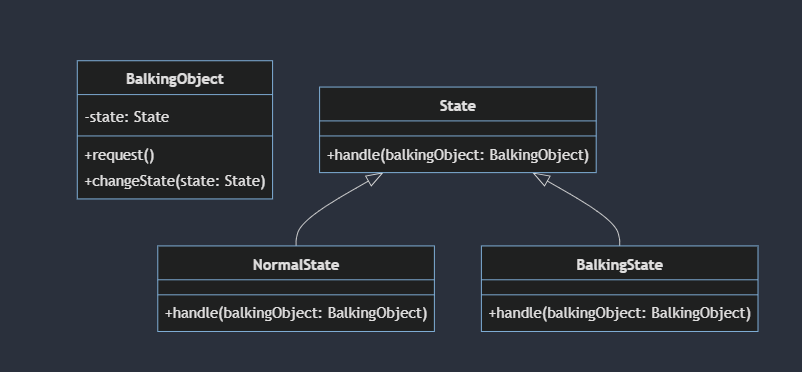 BalkingObject
-state: State
+request()
+changeState(state: State)
State
+handle(balkingObject: BalkingObject)
NormalState
+handle(balkingObject: BalkingObject)
BalkingState
+handle(balkingObject: BalkingObject)